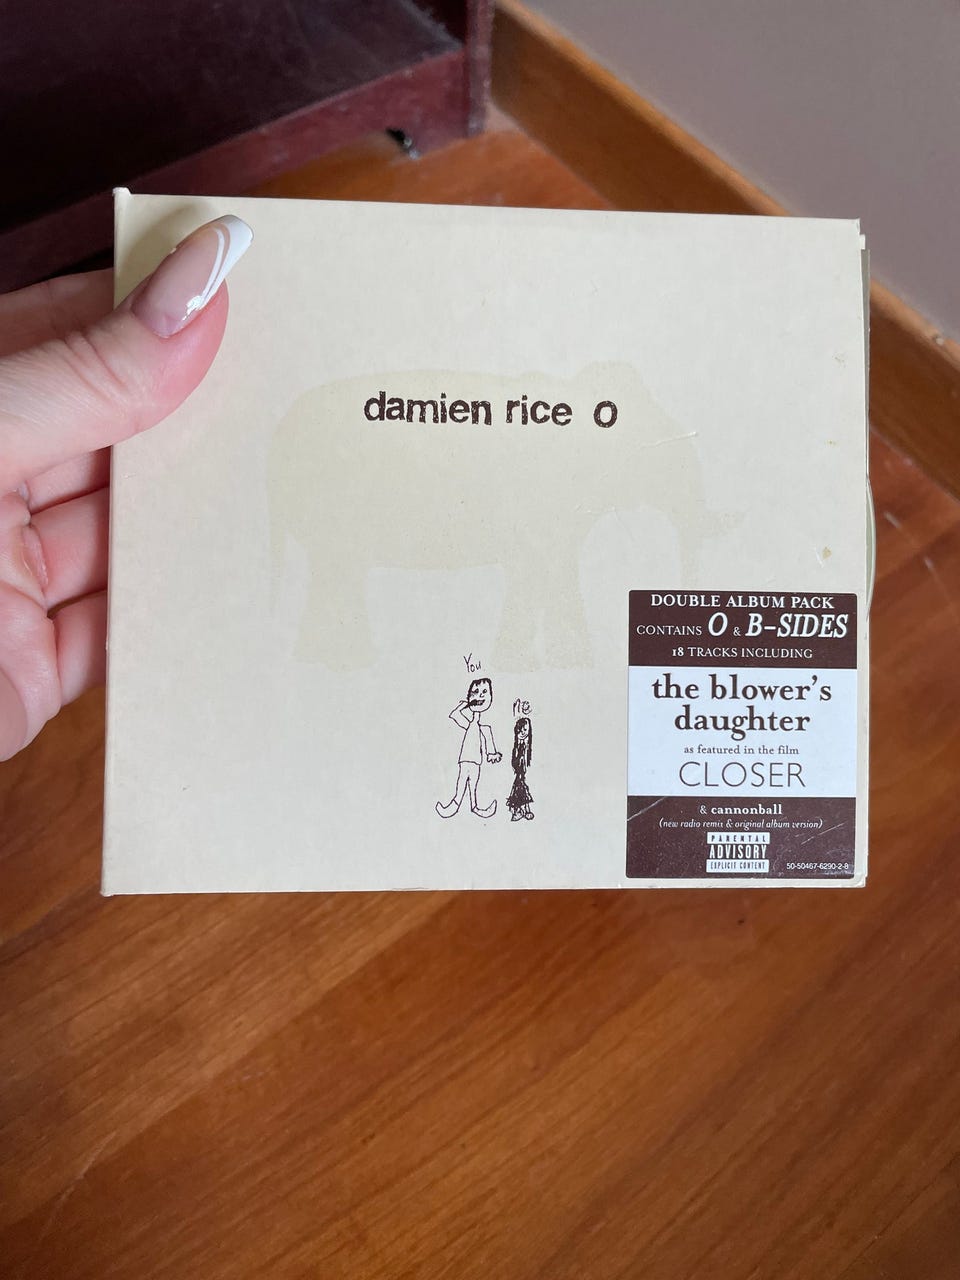 damien rice O
You
me
DOUBLE ALBUM PACK
CONTAINS O & B-SIDES
18 TRACKS INCLUDING
the blower's
daughter
as featured in the film
CLOSER
& cannonball
(new radio remix & original album version)
PARENTAL
ADVISORY
EXPLICIT CONTENT
50-50467-6290-2-8